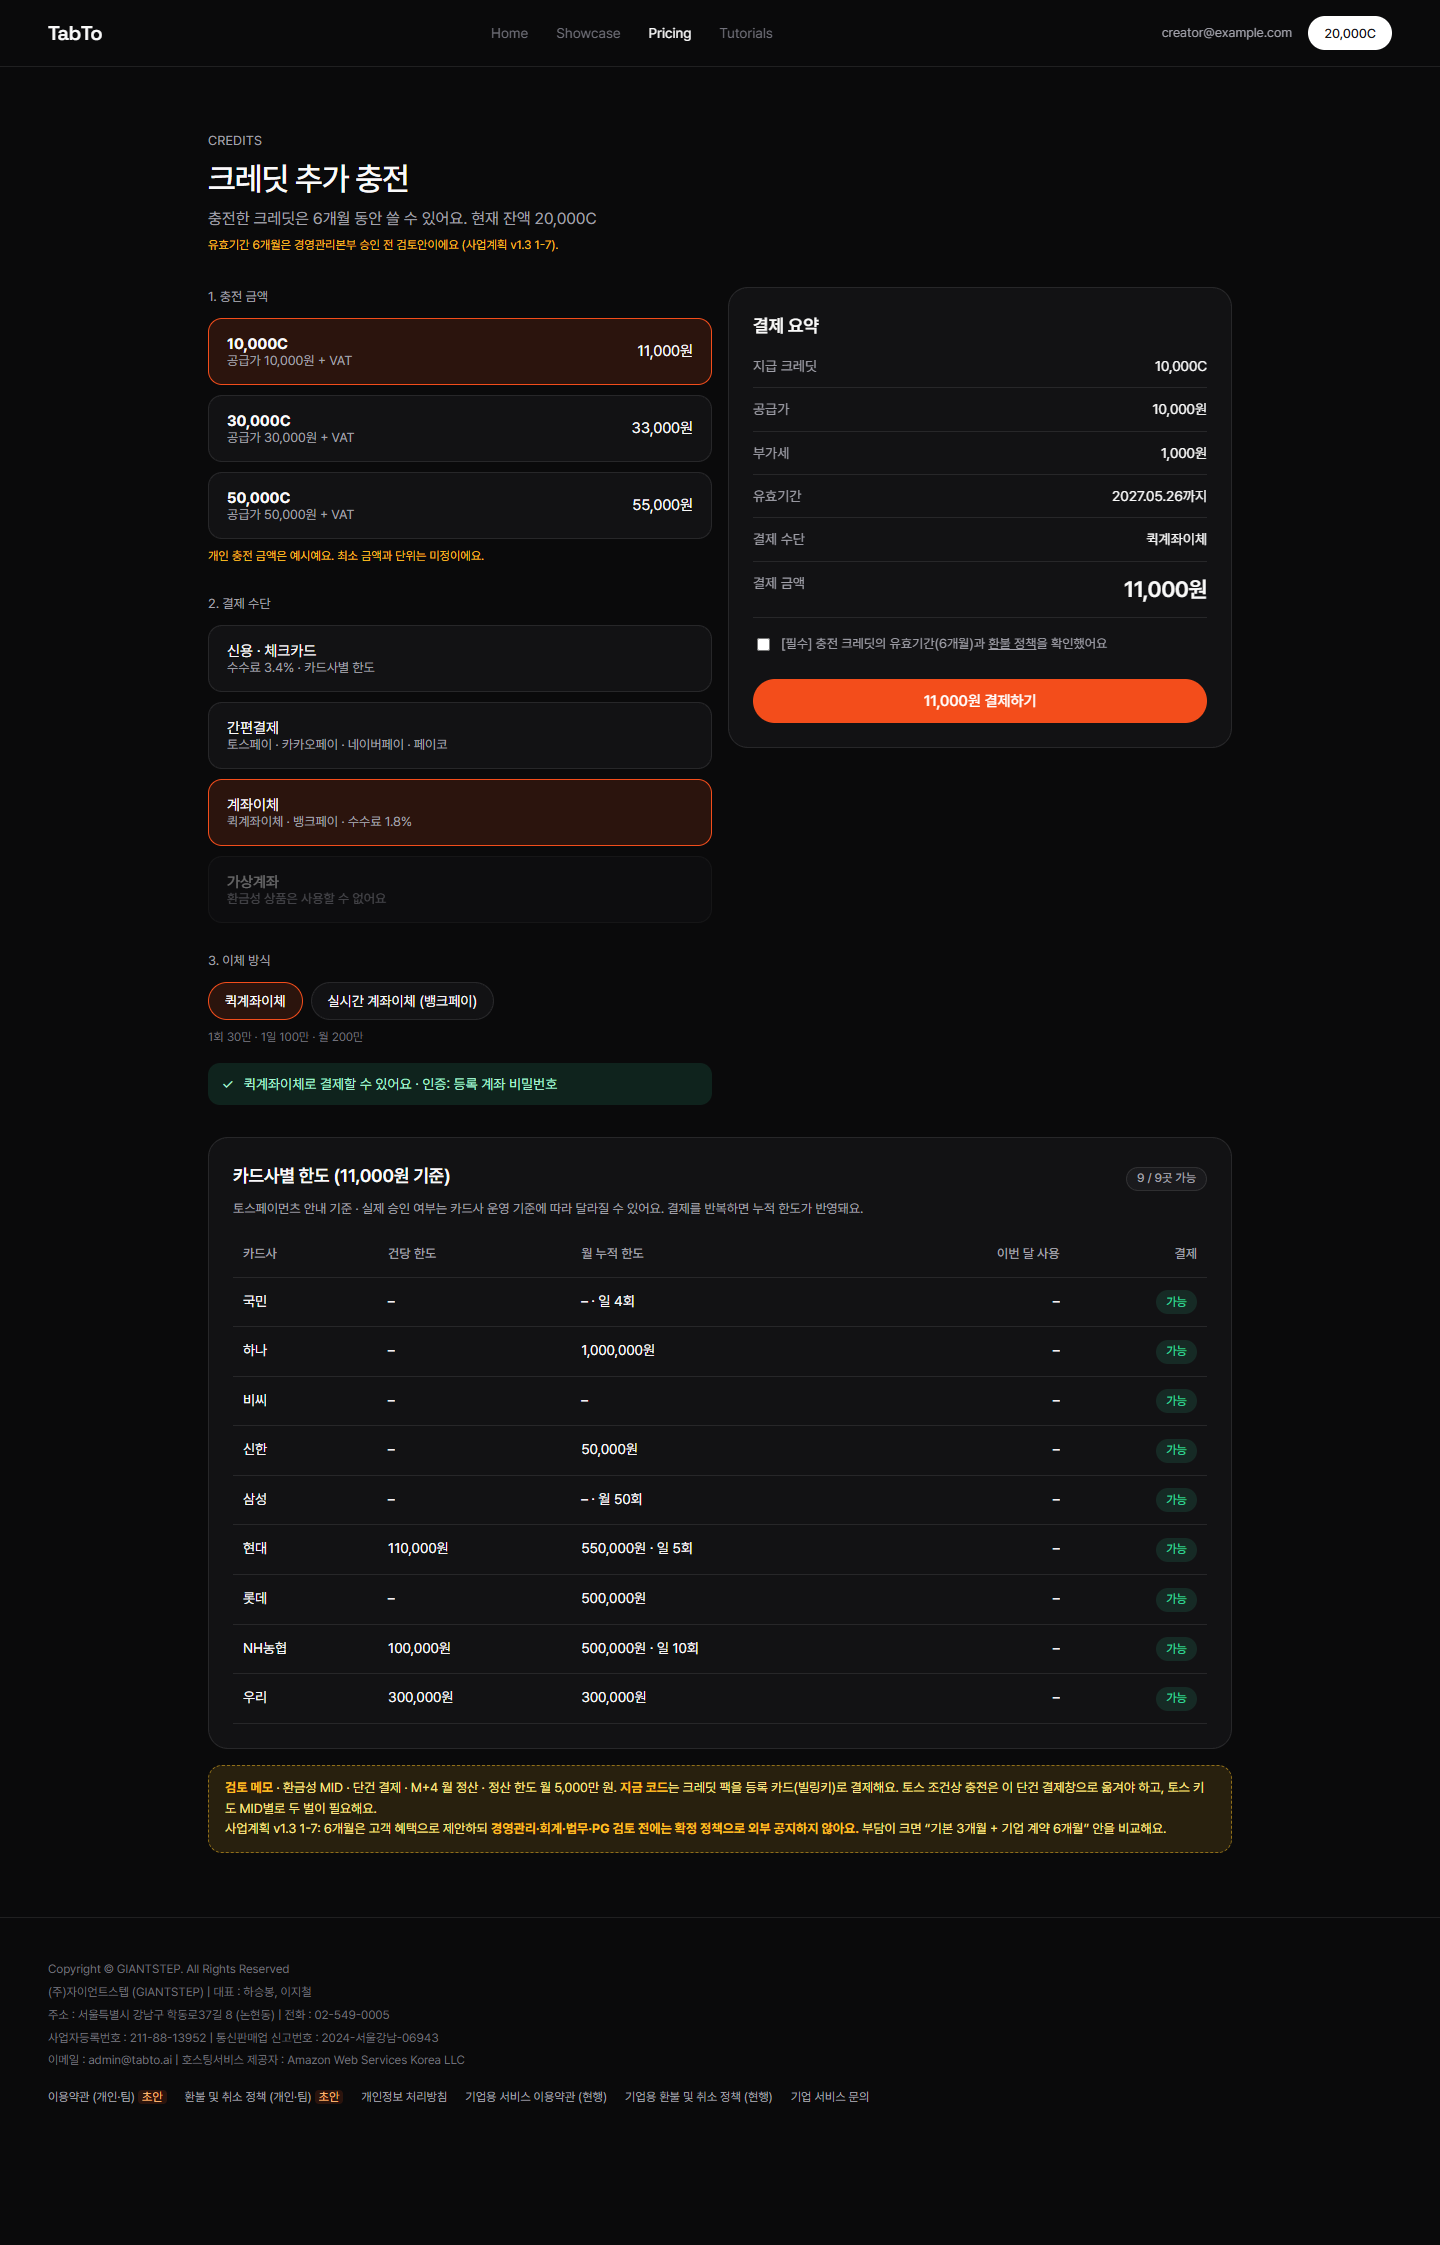 TabTo
Home
Showcase
Pricing
Tutorials
creator@example.com
20,000C
CREDITS
크레딧 추가 충전
충전한 크레딧은 6개월 동안 쓸 수 있어요. 현재 잔액 20,000C
유효기간 6개월은 경영관리본부 승인 전 검토안이에요 (사업계획 v1.3 1-7).
1. 충전 금액
10,000C
공급가 10,000원 + VAT
11,000원
30,000C
공급가 30,000원 + VAT
33,000원
50,000C
공급가 50,000원 + VAT
55,000원
개인 충전 금액은 예시예요. 최소 금액과 단위는 미정이에요.
2. 결제 수단
신용 · 체크카드
수수료 3.4% · 카드사별 한도
간편결제
토스페이 · 카카오페이 · 네이버페이 · 페이코
계좌이체
퀵계좌이체 · 뱅크페이 · 수수료 1.8%
가상계좌
환금성 상품은 사용할 수 없어요
3. 이체 방식
퀵계좌이체
실시간 계좌이체 (뱅크페이)
1회 30만 · 1일 100만 · 월 200만
✓ 퀵계좌이체로 결제할 수 있어요 · 인증: 등록 계좌 비밀번호
결제 요약
지급 크레딧 10,000C
공급가 10,000원
부가세 1,000원
유효기간 2027.05.26까지
결제 수단 퀵계좌이체
결제 금액 11,000원
[필수] 충전 크레딧의 유효기간(6개월)과 환불 정책을 확인했어요
11,000원 결제하기
카드사별 한도 (11,000원 기준)
9 / 9곳 가능
토스페이먼츠 안내 기준 · 실제 승인 여부는 카드사 운영 기준에 따라 달라질 수 있어요. 결제를 반복하면 누적 한도가 반영돼요.
카드사 건당 한도 월 누적 한도 이번 달 사용 결제
국민 – – · 일 4회 – 가능
하나 – 1,000,000원 – 가능
비씨 – – – 가능
신한 – 50,000원 – 가능
삼성 – – · 월 50회 – 가능
현대 110,000원 550,000원 · 일 5회 – 가능
롯데 – 500,000원 – 가능
NH농협 100,000원 500,000원 · 일 10회 – 가능
우리 300,000원 300,000원 – 가능
검토 메모 · 환금성 MID · 단건 결제 · M+4 월 정산 · 정산 한도 월 5,000만 원. 지금 코드는 크레딧 팩을 등록 카드(빌링키)로 결제해요. 토스 조건상 충전은 이 단건 결제창으로 옮겨야 하고, 토스 키
도 MID별로 두 벌이 필요해요.
사업계획 v1.3 1-7: 6개월은 고객 혜택으로 제안하되 경영관리·회계·법무·PG 검토 전에는 확정 정책으로 외부 공지하지 않아요. 부담이 크면 “기본 3개월 + 기업 계약 6개월” 안을 비교해요.
Copyright © GIANTSTEP. All Rights Reserved
(주)자이언트스텝 (GIANTSTEP) | 대표 : 하승봉, 이지철
주소 : 서울특별시 강남구 학동로37길 8 (논현동) | 전화 : 02-549-0005
사업자등록번호 : 211-88-13952 | 통신판매업 신고번호 : 2024-서울강남-06943
이메일 : admin@tabto.ai | 호스팅서비스 제공자 : Amazon Web Services Korea LLC
이용약관 (개인·팀) 초안 환불 및 취소 정책 (개인·팀) 초안 개인정보 처리방침 기업용 서비스 이용약관 (현행) 기업용 환불 및 취소 정책 (현행) 기업 서비스 문의